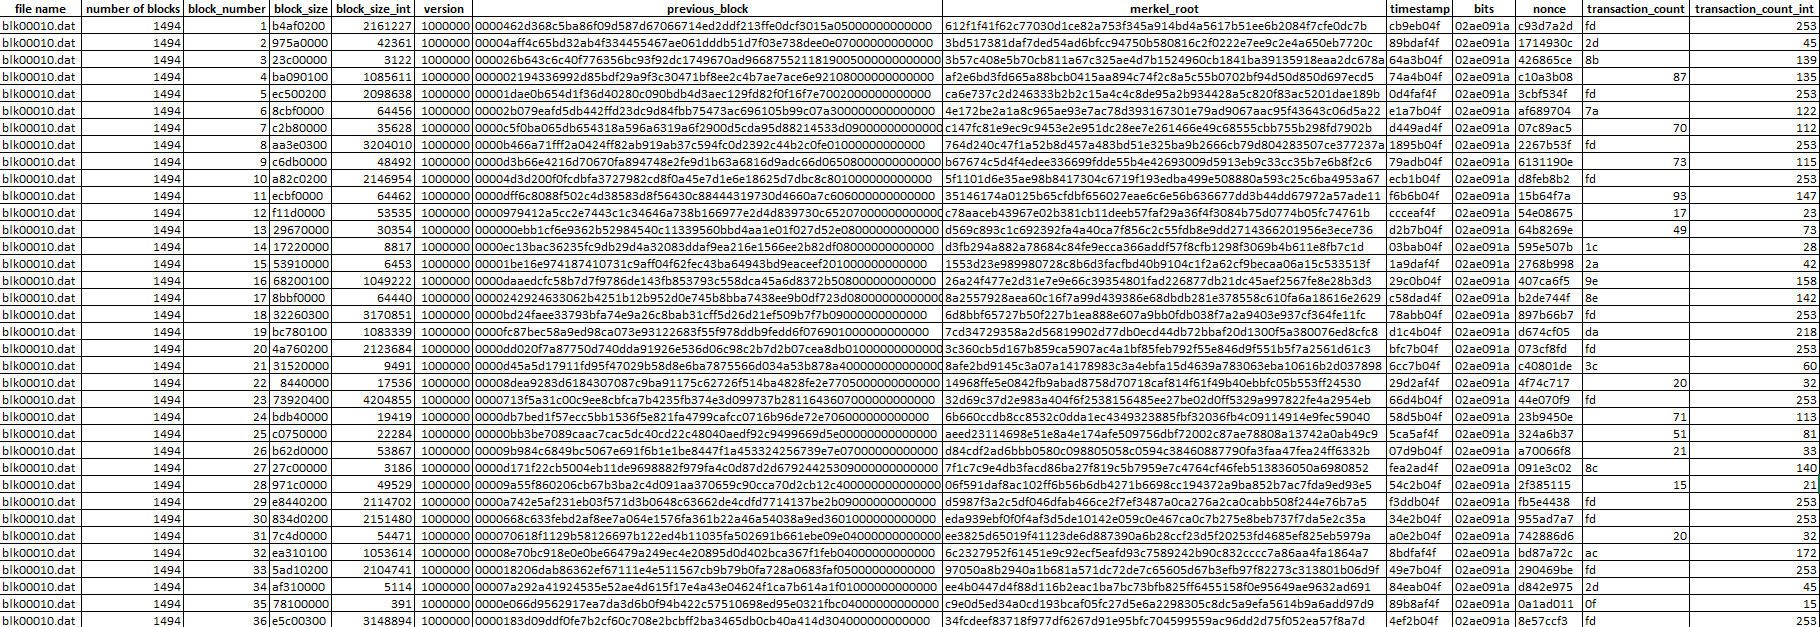 file name number of blocks block_number block_size block_size_int version previous_block merkel_root timestamp bits nonce transaction_count transaction_count_int
blk00010.dat 1494 1 b4af0200 2161227 1000000 0000462d368c5ba86f09d587d67066714ed2ddf213ffe0dcf3015a05000000000000 612f1f41f62c77030d1ce82a753f345a914bd4a5617b51ee6b2084f7cfe0dc7b cb9eb04f 02ae091a c93d7a2d fd 253
blk00010.dat 1494 2 975a0000 42361 1000000 00004aff4c65bd32ab4f334455467ae061dddb51d7f03e738dee0e07000000000000 3bd517381daf7ded54ad6bfcc94750b580816c2f0222e7ee9c2e4a650eb7720c 89bdaf4f 02ae091a 1714930c 2d 45
blk00010.dat 1494 3 23c00000 3122 1000000 000026b643c6c40f776356bc93f92dc1749670ad966875521181900500000000000 3b57c408e5b70cb811a67c325ae4d7b1524960cb1841ba39135918eaa2dc678a 64a3b04f 02ae091a 426865ce 8b 139
blk00010.dat 1494 4 ba090100 1085611 1000000 000002194336992d85bdf29a9f3c30471bf8ee2c4b7ae7ace6e92108000000000000 af2e6bd3fd665a88bcb0415aa894c74f2c8a5c55b0702bf94d50d850d697ecd5 74a4b04f 02ae091a c10a3b08 87 135
blk00010.dat 1494 5 ec500200 2098638 1000000 00001dae0b654d1f36d40280c090bdb4d3aec129fd82f0f16f7e7002000000000000 ca6e737c2d246333b2b2c15a4c4c8de95a2b934428a5c820f83ac5201dae189b 0d4faf4f 02ae091a 3cbf534f fd 253
blk00010.dat 1494 6 8cbf0000 64456 1000000 00002b079eafd5db442ffd23dc9d84fbb75473ac696105b99c07a300000000000 4e172be2a1a8c965ae93e7ac78d393167301e79ad9067aac95f43643c06d5a22 e1a7b04f 02ae091a af689704 7a 122
blk00010.dat 1494 7 c2b80000 35628 1000000 0000c5f0ba065db654318a596a6319a6f2900d5cda95d88214533d09000000000000 c147fc81e9ec9c9453e2e951dc28ee7e261466e49c68555cbb755b298fd7902b d449ad4f 02ae091a 07c89ac5 70 112
blk00010.dat 1494 8 aa3e0300 3204010 1000000 0000b466a71fff2a0424ff82ab919ab37c594fc0d2392c44b2c0fe01000000000000 764d240c47f1a52b8d457a483bd51e325ba9b2666cb79d804283507ce377237a 1895b04f 02ae091a 2267b53f fd 253
blk00010.dat 1494 9 c6db0000 48492 1000000 0000d3b66e4216d70670fa894748e2fe9d1b63a6816d9adc66d06508000000000000 b67674c5d4f4edee336699fdde55b4e42693009d5913eb9c33cc35b7e6b8f2c6 79adb04f 02ae091a 6131190e 73 115
blk00010.dat 1494 10 a82c0200 2146954 1000000 00004d3d200f0fcdbfa3727982cd8f0a45e7d1e6e18625d7dbc8c801000000000000 5f1101d6e35ae98b8417304c6719f193edba499e508880a593c25c6ba4953a67 ecb1b04f 02ae091a d8feb8b2 fd 253
blk00010.dat 1494 11 ecbf0000 64462 1000000 0000dff6c8088f502c4d38583d8f56430c88444319730d4660a7c606000000000000 35146174a0125b65cfdbf656027eae6c6e56b636677dd3b44dd67972a57ade11 f6b6b04f 02ae091a 15b64f7a 93 147
blk00010.dat 1494 12 f11d0000 53535 1000000 0000979412a5cc2e7443c1c34646a738b166977e2d4d839730c65207000000000000 c78aaceb43967e02b381cb11deeb57faf29a36f4f3084b75d0774b05fc74761b ccceaf4f 02ae091a 54e08675 17 23
blk00010.dat 1494 13 29670000 30354 1000000 000000ebb1cf6e9362b52984540c11339560bbd4aa1e01f027d52e08000000000000 d569c893c1c692392fa4a40ca7f856c2c55fdb8e9dd2714366201956e3ece736 d2b7b04f 02ae091a 64b8269e 49 73
blk00010.dat 1494 14 17220000 8817 1000000 0000ec13bac36235fc9db29d4a32083ddaf9ea216e1566ee2b82df08000000000000 d3fb294a882a78684c84fe9ecca366addf57f8cfb1298f3069b4b611e8fb7c1d 03bab04f 02ae091a 595e507b 1c 28
blk00010.dat 1494 15 53910000 6453 1000000 00001be16e974187410731c9aff04f62fec43ba64943bd9eaceef201000000000000 1553d23e989980728c8b6d3facfbd40b9104c1f2a62cf9becaa06a15c533513f 1a9daf4f 02ae091a 2768b998 2a 42
blk00010.dat 1494 16 68200100 1049222 1000000 0000daaedcfc58b7d7f9786de143fb853793c558dca45a6d8372b508000000000000 26a24f477e2d31e7e9e66c39354801fad226877db21dc45aef2567fe8e28b3d3 29c0b04f 02ae091a 407ca6f5 9e 158
blk00010.dat 1494 17 8bbf0000 64440 1000000 0000242924633062b4251b12b952d0e745b8bba7438ee9b0df723d08000000000000 8a2557928aea60c16f7a99d439386e68dbdb281e378558c610fa6a18616e2629 c58dad4f 02ae091a b2de744f 8e 142
blk00010.dat 1494 18 32260300 3170851 1000000 0000bd142faee33793bfa74e9a26c8bab31cff5d26d21ef509b7f7b09000000000000 6d8bbf65727b50f227b1ea888e607a9bb0fdb038f7a2a9403e937cf364fe11fc 78abb04f 02ae091a 897b66b7 fd 253
blk00010.dat 1494 19 bc780100 1083339 1000000 0000fc87bec58a9ed98ca073e93122683f55f978ddb9fedd6f076901000000000000 7cd34729358a2d56819902d77db0ecd44db72bbaf20d1300f5a380076ed8cfc8 d1c4b04f 02ae091a d674cf05 da 218
blk00010.dat 1494 20 4a760200 2123684 1000000 0000dd020f7a87750d740dda91926e536d06c98c2b7d2b07cea8db01000000000000 3c360cb5d167b859ca5907ac4a1bf85feb792f55e846d9f551b5f7a2561d61c3 bfc7b04f 02ae091a 073cf8fd fd 253
blk00010.dat 1494 21 31520000 9491 1000000 0000d45a5d17911fd95f47029b58d8e6ba7875566d034a53b878a4000000000000 8afe2bd9145c3a07a14178983c3a4ebfa15d4639a783063eba10616b2d037898 6cc7b04f 02ae091a c40801de 3c 60
blk00010.dat 1494 22 8440000 17536 1000000 00008dea9283d6184307087c9ba91175c62726f514ba4828fe2e7705000000000000 14968ffe5e0842fb9abad8758d70718caf814f61f49b40ebbfc05b553ff24530 29d2af4f 02ae091a 4f74c717 20 32
blk00010.dat 1494 23 73920400 4204855 1000000 0000713f5a31c00c9ee8cbfca7b4235fb374e3d099737b281164360700000000000 32d69c37d2e983a404f6f2538156485ee27be02d0ff5329a997822fe4a2954eb 66d4b04f 02ae091a 44e070f9 fd 253
blk00010.dat 1494 24 bdb40000 19419 1000000 0000db7bed1f57ecc5bb1536f5e821fa4799cafcc0716b96de72e706000000000000 6b660ccdb8cc8532c0dda1ec4349323885fbf32036fb4c09114914e9fec59040 58d5b04f 02ae091a 23b9450e 71 113
blk00010.dat 1494 25 c0750000 22284 1000000 00000bb3be7089caac7cac5dc40cd22c48040aedf92c9499669d5e00000000000000 aeed23114698e51e8a4e174afe509756dbf72002c87ae78808a13742a0ab49c9 5ca5af4f 02ae091a 324a6b37 51 81
blk00010.dat 1494 26 b62d0000 53867 1000000 00009b984c6849bc5067e691f6b1e1be8447f1a453324256739e7e07000000000000 d84cdf2ad6bbb0580c098805058c0594c38460887790fa3faa47fea24ff6332b 07d9b04f 02ae091a a70066f8 21 33
blk00010.dat 1494 27 27c00000 3186 1000000 0000d171f22cb5004eb11de9698882f979fa4c0d87d2d679244253090000000000000 7f1c7c9e4db3facd86ba27f819c5b7959e7c4764cf46feb513836050a6980852 fea2ad4f 02ae091a 091e3c02 8c 140
blk00010.dat 1494 28 971c0000 49529 1000000 00009a55f860206cb67b3ba2c4d091aa370659c90cca70d2cb12c40000000000000 06f591daf8ac102ff6b56b6db4271b6698cc194372a9ba852b7ac7fda9ed93e5 54c2b04f 02ae091a 2f385115 15 21
blk00010.dat 1494 29 e8440200 2114702 1000000 0000a742e5af231eb03f571d3b0648c63662de4cdfd7714137be2b09000000000000 d5987f3a2c5df046dfab466ce2f7ef3487a0ca276a2ca0cabb508f244e76b7a5 f3ddb04f 02ae091a fb5e4438 fd 253
blk00010.dat 1494 30 834d0200 2151480 1000000 0000668c633febd2af8ee7a064e1576fa361b22a46a54038a9ed3601000000000000 eda939ebf0f0f4af3d5de10142e059c0e467ca0c7b275e8beb737f7da5e2c35a 34e2b04f 02ae091a 955ad7a7 fd 253
blk00010.dat 1494 31 7c4d0000 54471 1000000 000070618f1129b58126697b122ed4b11035fa502691b661ebe09e04000000000000 ee3825d65019f41123de6d887390a6b28ccf23d5f20253fd4685ef825eb5979a a0e2b04f 02ae091a 742886d6 20 32
blk00010.dat 1494 32 ea310100 1053614 1000000 00008e70bc918e0e0be66479a249ec4e20895d0d402bca367f1feb04000000000000 6c2327952f61451e9c92ecf5eafd93c7589242b90c832cccc7a86aa4fa1864a7 8bdfaf4f 02ae091a bd87a72c ac 172
blk00010.dat 1494 33 5ad10200 2104741 1000000 000018206dab86362ef67111e4e511567cb9b79b0fa728a0683faf05000000000000 97050a8b2940a1b681a571dc72de7c65605d67b3efb97f82273c313801b06d9f 49e7b04f 02ae091a 290469be fd 253
blk00010.dat 1494 34 af310000 5114 1000000 00007a292a41924535e52ae4d615f17e4a43e04624f1ca7b614a1f01000000000000 ee4b0447d4f88d116b2eac1ba7bc73bfb825ff6455158f0e95649ae9632ad691 84eab04f 02ae091a d842e975 2d 45
blk00010.dat 1494 35 78100000 391 1000000 0000e066d9562917ea7da3d6b0f94b422c57510698ed95e0321fbc04000000000000 c9e0d5ed34a0cd193bcaf05fc27d5e6a2298305c8dc5a9efa5614b9a6add97d9 89b8af4f 02ae091a 0a1ad011 0f 15
blk00010.dat 1494 36 e5c00300 3148894 1000000 0000183d09ddf0fe7b2cf60c708e2bcbff2ba3465db0cb40a414d304000000000000 34fcdeef83718f977df6267d91e95bfc704599559ac96dd2d75f052ea57f8a7d 4ef2b04f 02ae091a 8e57ccf3 fd 253